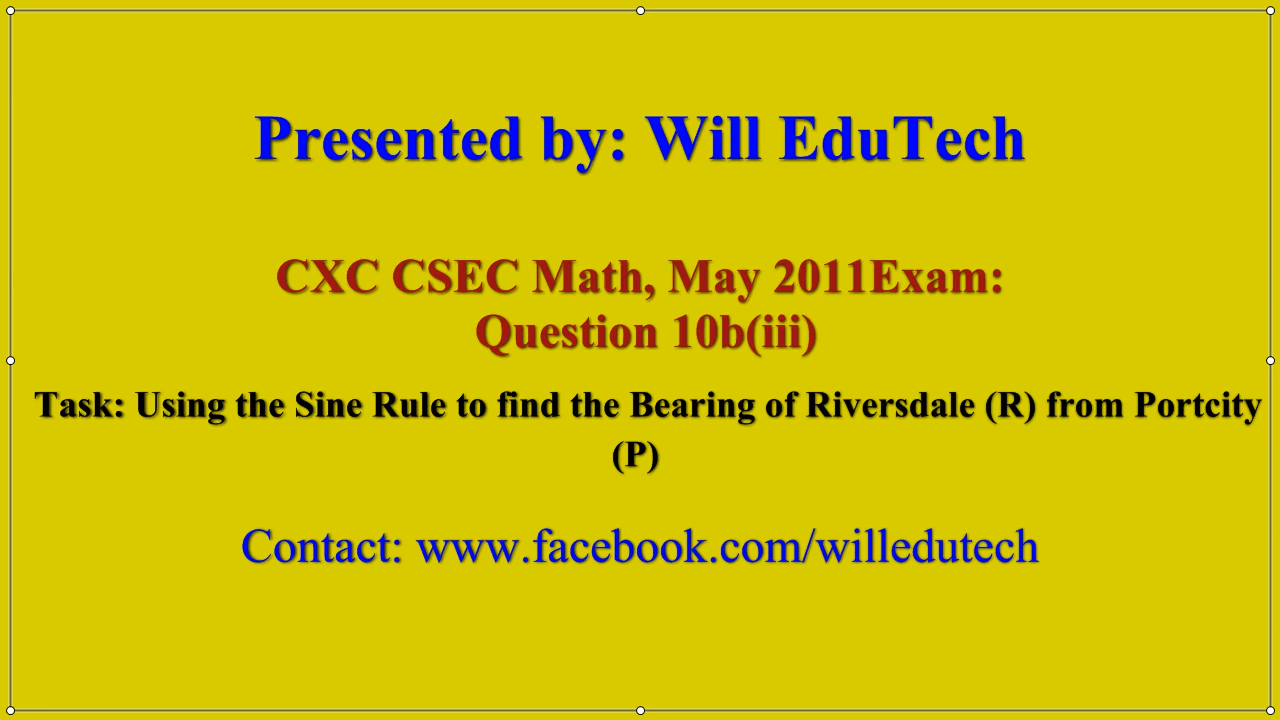 Presented by: Will EduTech
CXC CSEC Math, May 2011Exam:
Question 10b(iii)
Task: Using the Sine Rule to find the Bearing of Riversdale (R) from Portcity
(P)
Contact: www.facebook.com/willedutech